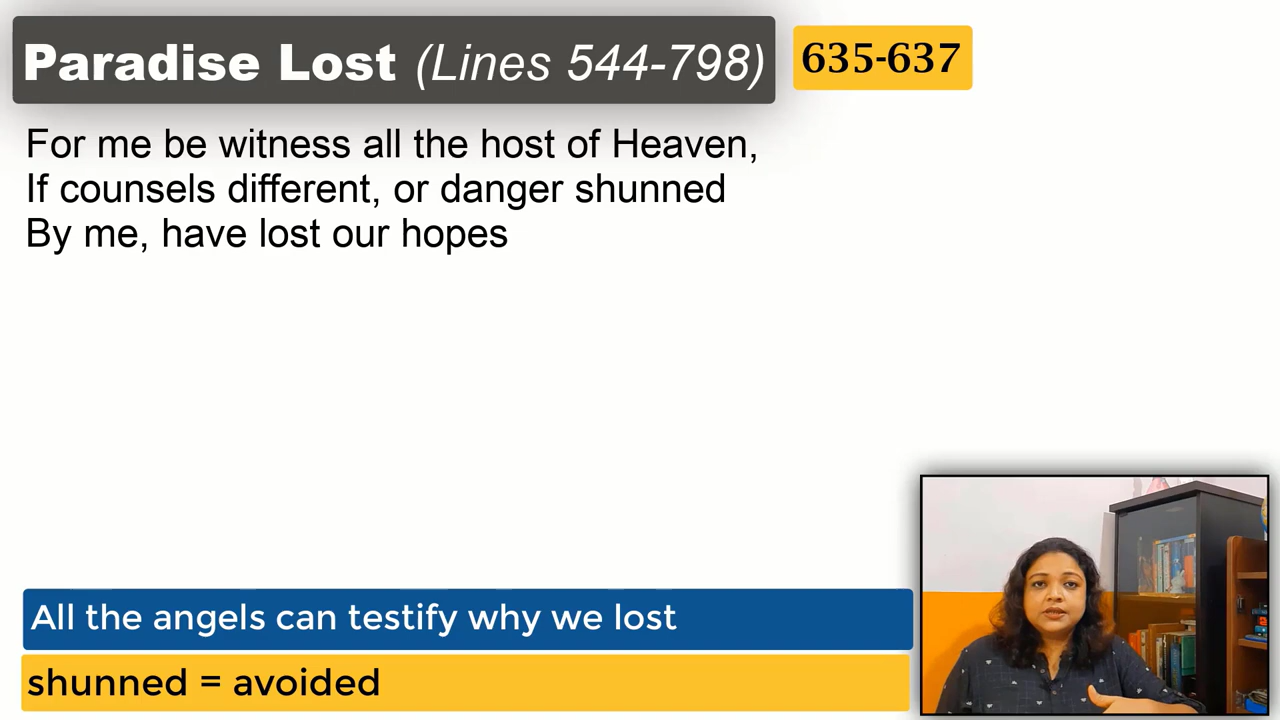 Paradise Lost (Lines 544-798)
635-637
For me be witness all the host of Heaven,
If counsels different, or danger shunned
By me, have lost our hopes
All the angels can testify why we lost
shunned = avoided